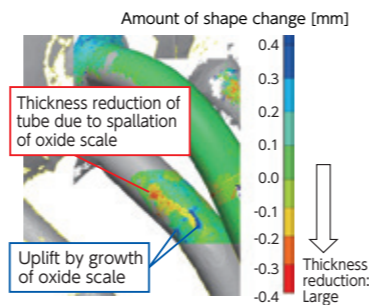 Amount of shape change [mm]
0.4
0.3
0.2
0.1
0.0
-0.1
-0.2
-0.3
-0.4
Thickness reduction of
tube due to spallation
of oxide scale
Uplift by growth
of oxide scale
Thickness
reduction:
Large